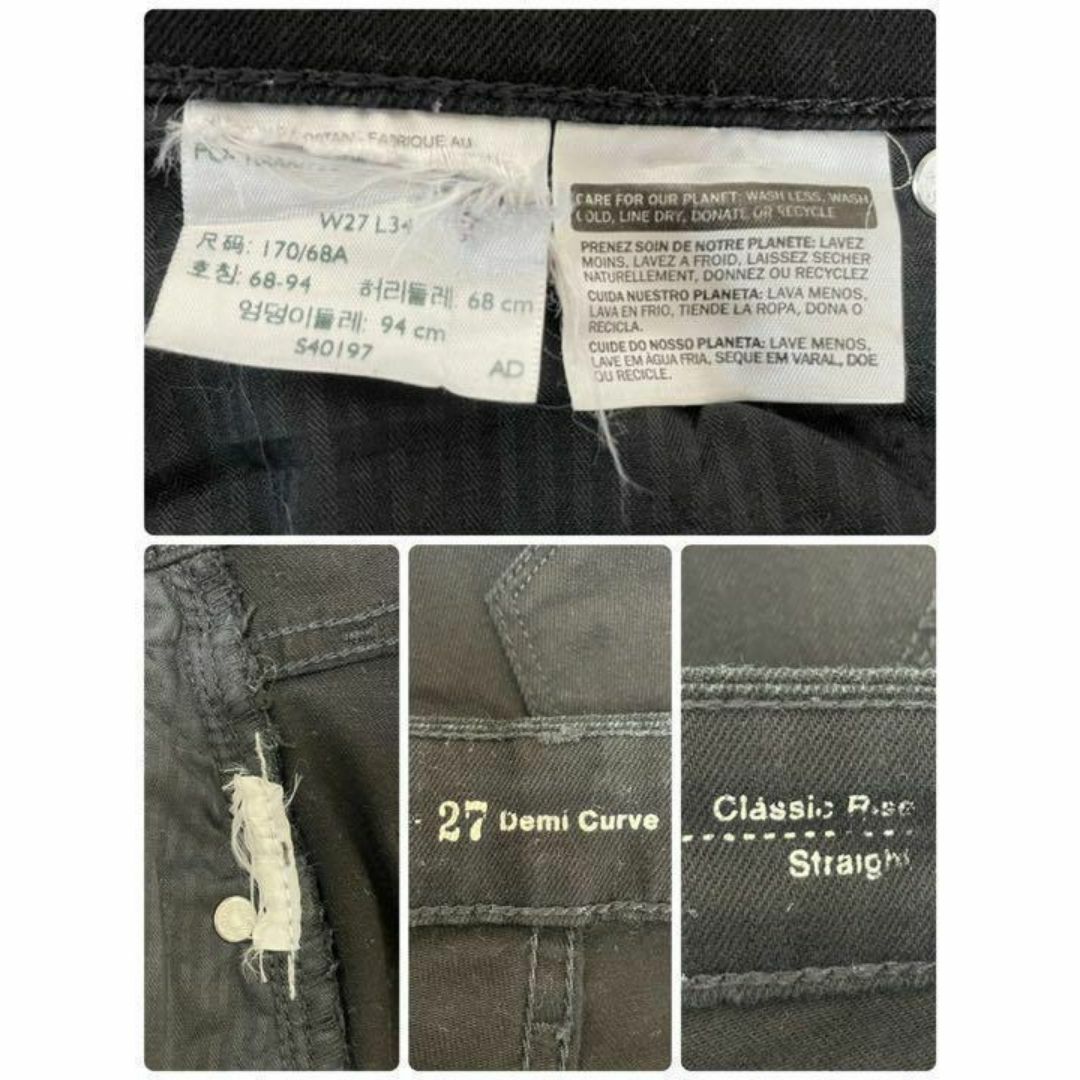 FABRIQUE AU
W27 L34
尺码: 170/68A
호칭: 68-94 허리둘레: 68 cm
엉덩이둘레: 94 cm
S40197
AD
CARE FOR OUR PLANET: WASH LESS, WASH
COLD, LINE DRY, DONATE OR RECYCLE
PRENEZ SOIN DE NOTRE PLANETE: LAVEZ
MOINS, LAVEZ A FROID, LAISSEZ SECHER
NATURELLEMENT, DONNEZ OU RECYCLEZ
CUIDA NUESTRO PLANETA: LAVA MENOS,
LAVA EN FRIO, TIENDE LA ROPA, DONA O
RECICLA.
CUIDE DO NOSSO PLANETA: LAVE MENOS,
LAVE EM ÀGUA FRIA, SEQUE EM VARAL, DOE
OU RECICLE.
27 Demi Curve
Classic Rise
Straight